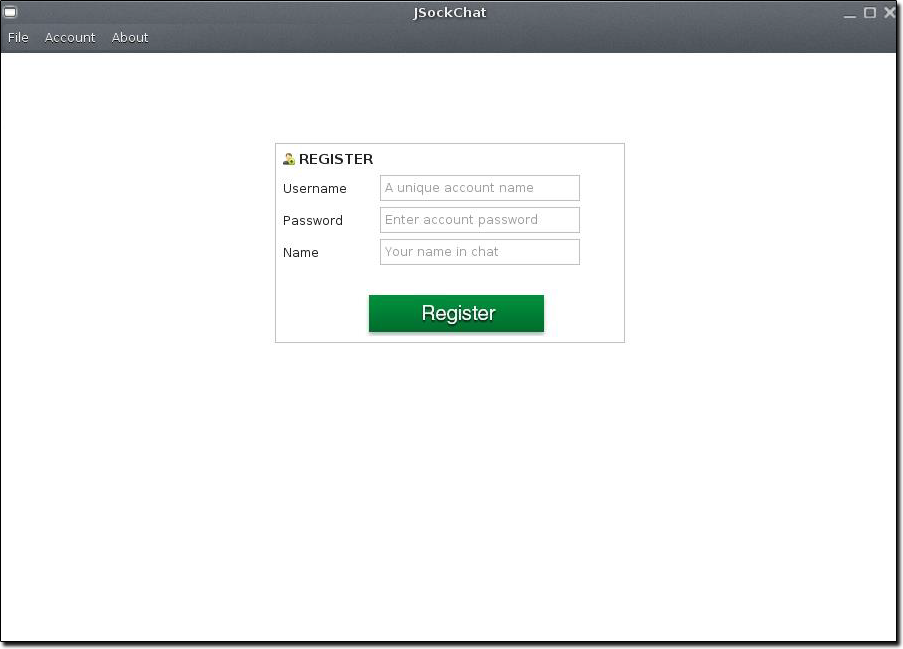 JSockChat
File Account About
REGISTER
Username A unique account name
Password Enter account password
Name Your name in chat
Register